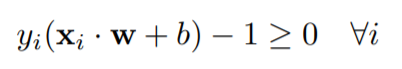 yᵢ(𝐱ᵢ · 𝐰 + b) − 1 ≥ 0 ∀i